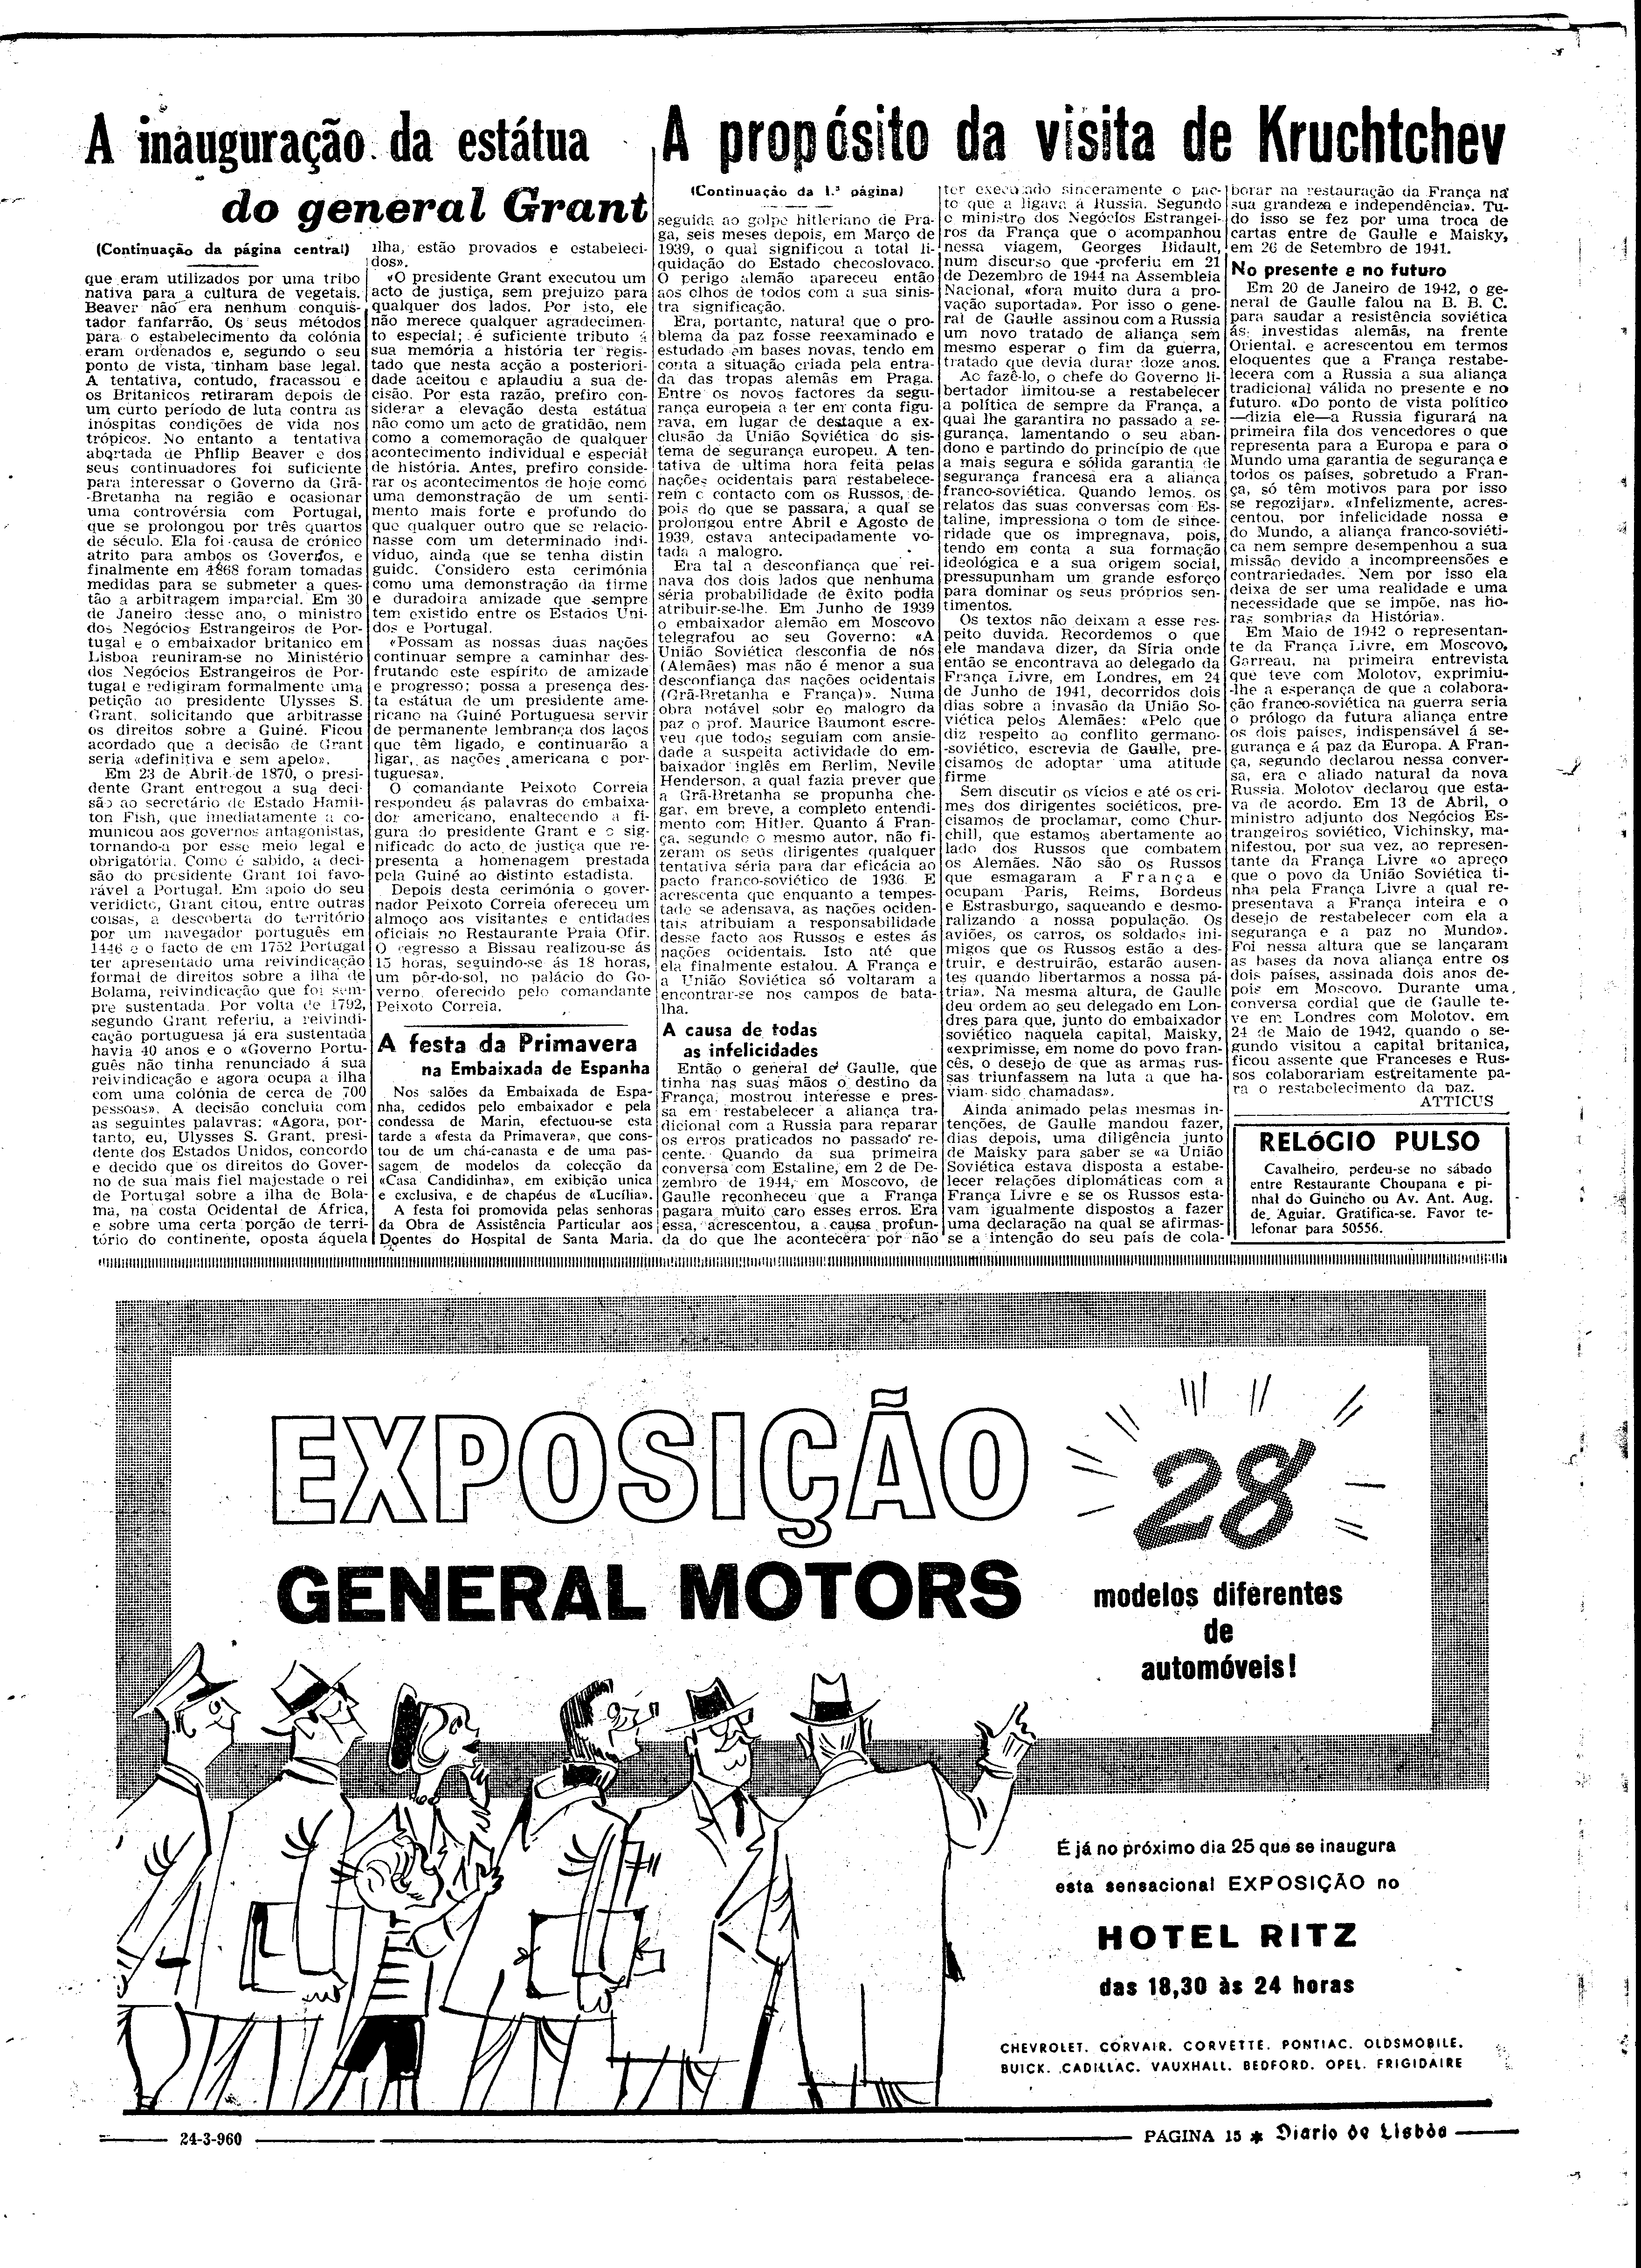 A inauguração da estátua
do general Grant
(Continuação da página central)
que eram utilizados por uma tribo
nativa para a cultura de vegetais.
Beaver não era nenhum conquis-
tador fanfarrão. Os seus métodos
para o estabelecimento da colónia
eram ordenados e, segundo o seu
ponto de vista, tinham base legal.
A tentativa, contudo, fracassou e
os Britanicos retiraram depois de
um curto período de luta contra as
inóspitas condições de vida nos
trópicos. No entanto a tentativa
abortada de Phflip Beaver e dos
seus continuadores foi suficiente
para interessar o Governo da Grã-
-Bretanha na região e ocasionar
uma controvérsia com Portugal,
que se prolongou por três quartos
de século. Ela foi causa de crónico
atrito para ambos os Governos, e
finalmente em 1868 foram tomadas
medidas para se submeter a ques-
tão a arbitragem imparcial. Em 30
de Janeiro desse ano, o ministro
dos Negócios Estrangeiros de Por-
tugal e o embaixador britanico em
Lisboa reuniram-se no Ministério
dos Negócios Estrangeiros de Por-
tugal e redigiram formalmente uma
petição ao presidente Ulysses S.
Grant, solicitando que arbitrasse
os direitos sobre a Guiné. Ficou
acordado que a decisão de Grant
seria «definitiva e sem apelo».
Em 23 de Abril de 1870, o presi-
dente Grant entregou a sua deci-
são ao secretário de Estado Hamil-
ton Fish, que imediatamente a co-
municou aos governos antagonistas,
tornando-a por esse meio legal e
obrigatória. Como é sabido, a deci-
são do presidente Grant foi favo-
rável a Portugal. Em apoio do seu
veridicto, Grant citou, entre outras
coisas, a descoberta do território
por um navegador português em
1446 e o facto de em 1752 Portugal
ter apresentado uma reivindicação
formal de direitos sobre a ilha de
Bolama, reivindicação que foi sem-
pre sustentada. Por volta de 1792,
segundo Grant referiu, a reivindi-
cação portuguesa já era sustentada
havia 40 anos e o «Governo Portu-
guês não tinha renunciado á sua
reivindicação e agora ocupa a ilha
com uma colónia de cerca de 700
pessoas». A decisão concluia com
as seguintes palavras: «Agora, por-
tanto, eu, Ulysses S. Grant, presi-
dente dos Estados Unidos, concordo
e decido que os direitos do Gover-
no de sua mais fiel majestade o rei
de Portugal sobre a ilha de Bola-
ma, na costa Ocidental de África,
e sobre uma certa porção de terri-
tório do continente, oposta áquela
ilha, estão provados e estabeleci-
dos».
«O presidente Grant executou um
acto de justiça, sem prejuizo para
qualquer dos lados. Por isto, ele
não merece qualquer agradecimen-
to especial; é suficiente tributo á
sua memória a história ter regis-
tado que nesta acção a posteriori-
dade aceitou e aplaudiu a sua de-
cisão. Por esta razão, prefiro con-
siderar a elevação desta estátua
não como um acto de gratidão, nem
como a comemoração de qualquer
acontecimento individual e especial
de história. Antes, prefiro conside-
rar os acontecimentos de hoje como
uma demonstração de um senti-
mento mais forte e profundo do
que qualquer outro que se relacio-
nasse com um determinado indi-
víduo, ainda que se tenha distin
guido. Considero esta cerimónia
como uma demonstração da firme
e duradoira amizade que sempre
tem existido entre os Estados Uni-
dos e Portugal.
«Possam as nossas duas nações
continuar sempre a caminhar des-
frutando este espírito de amizade
e progresso; possa a presença des-
ta estátua de um presidente ame-
ricano na Guiné Portuguesa servir
de permanente lembrança dos laços
que têm ligado, e continuarão a
ligar, as nações americana e por-
tuguesa».
O comandante Peixoto Correia
respondeu ás palavras do embaixa-
dor americano, enaltecendo a fi-
gura do presidente Grant e o sig-
nificado do acto de justiça que re-
presenta a homenagem prestada
pela Guiné ao distinto estadista.
Depois desta cerimónia o gover-
nador Peixoto Correia ofereceu um
almoço aos visitantes e entidades
oficiais no Restaurante Praia Ofir.
O regresso a Bissau realizou-se ás
15 horas, seguindo-se ás 18 horas,
um pôr-do-sol, no palácio do Go-
verno, oferecido pelo comandante
Peixoto Correia.
A festa da Primavera
na Embaixada de Espanha
Nos salões da Embaixada de Espa-
nha, cedidos pelo embaixador e pela
condessa de Marin, efectuou-se esta
tarde a «festa da Primavera», que cons-
tou de um chá-canasta e de uma pas-
sagem de modelos da colecção da
«Casa Candidinha», em exibição unica
e exclusiva, e de chapéus de «Lucília».
A festa foi promovida pelas senhoras
da Obra de Assistência Particular aos
Doentes do Hospital de Santa Maria.
A propósito da visita de Kruchtchev
(Continuação da 1.ª página)
seguida ao golpe hitleriano de Pra-
ga, seis meses depois, em Março de
1939, o qual significou a total li-
quidação do Estado checoslovaco.
O perigo alemão apareceu então
aos olhos de todos com a sua sinis-
tra significação.
Era, portanto, natural que o pro-
blema da paz fosse reexaminado e
estudado em bases novas, tendo em
conta a situação criada pela entra-
da das tropas alemãs em Praga.
Entre os novos factores da segu-
rança europeia a ter em conta figu-
rava, em lugar de destaque a ex-
clusão da União Soviética do sis-
tema de segurança europeu. A ten-
tativa de ultima hora feita pelas
nações ocidentais para restabelece-
rem o contacto com os Russos, de-
pois do que se passara, a qual se
prolongou entre Abril e Agosto de
1939, estava antecipadamente vo-
tada a malogro.
Era tal a desconfiança que rei-
nava dos dois lados que nenhuma
séria probabilidade de êxito podia
atribuir-se-lhe. Em Junho de 1939
o embaixador alemão em Moscovo
telegrafou ao seu Governo: «A
União Soviética desconfia de nós
(Alemães) mas não é menor a sua
desconfiança das nações ocidentais
(Grã-Bretanha e França)». Numa
obra notável sobr eo malogro da
paz o prof. Maurice Baumont escre-
veu que todos seguiam com ansie-
dade a suspeita actividade do em-
baixador inglês em Berlim, Nevile
Henderson, a qual fazia prever que
a Grã-Bretanha se propunha che-
gar, em breve, a completo entendi-
mento com Hitler. Quanto á Fran-
ça, segundo o mesmo autor, não fi-
zeram os seus dirigentes qualquer
tentativa séria para dar eficácia ao
pacto franco-soviético de 1936. E
acrescenta que enquanto a tempes-
tade se adensava, as nações ociden-
tais atribuiam a responsabilidade
desse facto aos Russos e estes ás
nações ocidentais. Isto até que
ela finalmente estalou. A França e
a União Soviética só voltaram a
encontrar-se nos campos de bata-
lha.
A causa de todas
as infelicidades
Então o general de Gaulle, que
tinha nas suas mãos o destino da
França, mostrou interesse e pres-
sa em restabelecer a aliança tra-
dicional com a Russia para reparar
os erros praticados no passado re-
cente. Quando da sua primeira
conversa com Estaline, em 2 de De-
zembro de 1944, em Moscovo, de
Gaulle reconheceu que a França
pagara muito caro esses erros. Era
essa, acrescentou, a causa profun-
da do que lhe acontecera por não
ter executado sinceramente o pac-
to que a ligava à Russia. Segundo
o ministro dos Negócios Estrangei-
ros da França que o acompanhou
nessa viagem, Georges Bidault,
num discurso que proferiu em 21
de Dezembro de 1944 na Assembleia
Nacional, «fora muito dura a pro-
vação suportada». Por isso o gene-
ral de Gaulle assinou com a Russia
um novo tratado de aliança sem
mesmo esperar o fim da guerra,
tratado que devia durar doze anos.
Ao fazê-lo, o chefe do Governo li-
bertador limitou-se a restabelecer
a política de sempre da França, a
qual lhe garantira no passado a se-
gurança, lamentando o seu aban-
dono e partindo do princípio de que
a mais segura e sólida garantia de
segurança francesa era a aliança
franco-soviética. Quando lemos os
relatos das suas conversas com Es-
taline, impressiona o tom de since-
ridade que os impregnava, pois,
tendo em conta a sua formação
ideológica e a sua origem social,
pressupunham um grande esforço
para dominar os seus próprios sen-
timentos.
Os textos não deixam a esse res-
peito duvida. Recordemos o que
ele mandava dizer, da Síria onde
então se encontrava ao delegado da
França Livre, em Londres, em 24
de Junho de 1941, decorridos dois
dias sobre a invasão da União So-
viética pelos Alemães: «Pelo que
diz respeito ao conflito germano-
-soviético, escrevia de Gaulle, pre-
cisamos de adoptar uma atitude
firme
Sem discutir os vícios e até os cri-
mes dos dirigentes sociéticos, pre-
cisamos de proclamar, como Chur-
chill, que estamos abertamente ao
lado dos Russos que combatem
os Alemães. Não são os Russos
que esmagaram a França e
ocupam Paris, Reims, Bordeus
e Estrasburgo, saqueando e desmo-
ralizando a nossa população. Os
aviões, os carros, os soldados ini-
migos que os Russos estão a des-
truir, e destruirão, estarão ausen-
tes quando libertarmos a nossa pá-
tria». Na mesma altura, de Gaulle
deu ordem ao seu delegado em Lon-
dres para que, junto do embaixador
soviético naquela capital, Maisky,
«exprimisse, em nome do povo fran-
cês, o desejo de que as armas rus-
sas triunfassem na luta a que ha-
viam sido chamadas».
Ainda animado pelas mesmas in-
tenções, de Gaulle mandou fazer,
dias depois, uma diligência junto
de Maisky para saber se «a União
Soviética estava disposta a estabe-
lecer relações diplomáticas com a
França Livre e se os Russos esta-
vam igualmente dispostos a fazer
uma declaração na qual se afirmas-
se a intenção do seu país de cola-
borar na restauração da França na
sua grandeza e independência». Tu-
do isso se fez por uma troca de
cartas entre de Gaulle e Maisky,
em 26 de Setembro de 1941.
No presente e no futuro
Em 20 de Janeiro de 1942, o ge-
neral de Gaulle falou na B. B. C.
para saudar a resistência soviética
ás investidas alemãs, na frente
Oriental, e acrescentou em termos
eloquentes que a França restabe-
lecera com a Russia a sua aliança
tradicional válida no presente e no
futuro. «Do ponto de vista político
—dizia ele—a Russia figurará na
primeira fila dos vencedores o que
representa para a Europa e para o
Mundo uma garantia de segurança e
todos os países, sobretudo a Fran-
ça, só têm motivos para por isso
se regozijar». «Infelizmente, acres-
centou, por infelicidade nossa e
do Mundo, a aliança franco-soviéti-
ca nem sempre desempenhou a sua
missão devido a incompreensões e
contrariedades. Nem por isso ela
deixa de ser uma realidade e uma
necessidade que se impõe, nas ho-
ras sombrias da História».
Em Maio de 1942 o representan-
te da França Livre, em Moscovo,
Garreau, na primeira entrevista
que teve com Molotov, exprimiu-
-lhe a esperança de que a colabora-
ção franco-soviética na guerra seria
o prólogo da futura aliança entre
os dois países, indispensável á se-
gurança e á paz da Europa. A Fran-
ça, segundo declarou nessa conver-
sa, era o aliado natural da nova
Russia. Molotov declarou que esta-
va de acordo. Em 13 de Abril, o
ministro adjunto dos Negócios Es-
trangeiros soviético, Vichinsky, ma-
nifestou, por sua vez, ao represen-
tante da França Livre «o apreço
que o povo da União Soviética ti-
nha pela França Livre a qual re-
presentava a França inteira e o
desejo de restabelecer com ela a
segurança e a paz no Mundo».
Foi nessa altura que se lançaram
as bases da nova aliança entre os
dois países, assinada dois anos de-
pois em Moscovo. Durante uma
conversa cordial que de Gaulle te-
ve em Londres com Molotov, em
24 de Maio de 1942, quando o se-
gundo visitou a capital britanica,
ficou assente que Franceses e Rus-
sos colaborariam estreitamente pa-
ra o restabelecimento da paz.
ATTICUS
RELÓGIO PULSO
Cavalheiro, perdeu-se no sábado
entre Restaurante Choupana e pi-
nhal do Guincho ou Av. Ant. Aug.
de Aguiar. Gratifica-se. Favor te-
lefonar para 50556.
EXPOSIÇÃO
GENERAL MOTORS
28
modelos diferentes
de
automóveis!
É já no próximo dia 25 que se inaugura
esta sensacional EXPOSIÇÃO no
HOTEL RITZ
das 18,30 às 24 horas
CHEVROLET. CORVAIR. CORVETTE. PONTIAC. OLDSMOBILE.
BUICK. CADILLAC. VAUXHALL. BEDFORD. OPEL. FRIGIDAIRE
24-3-960
PÁGINA 15 * Diario de Lisbôa